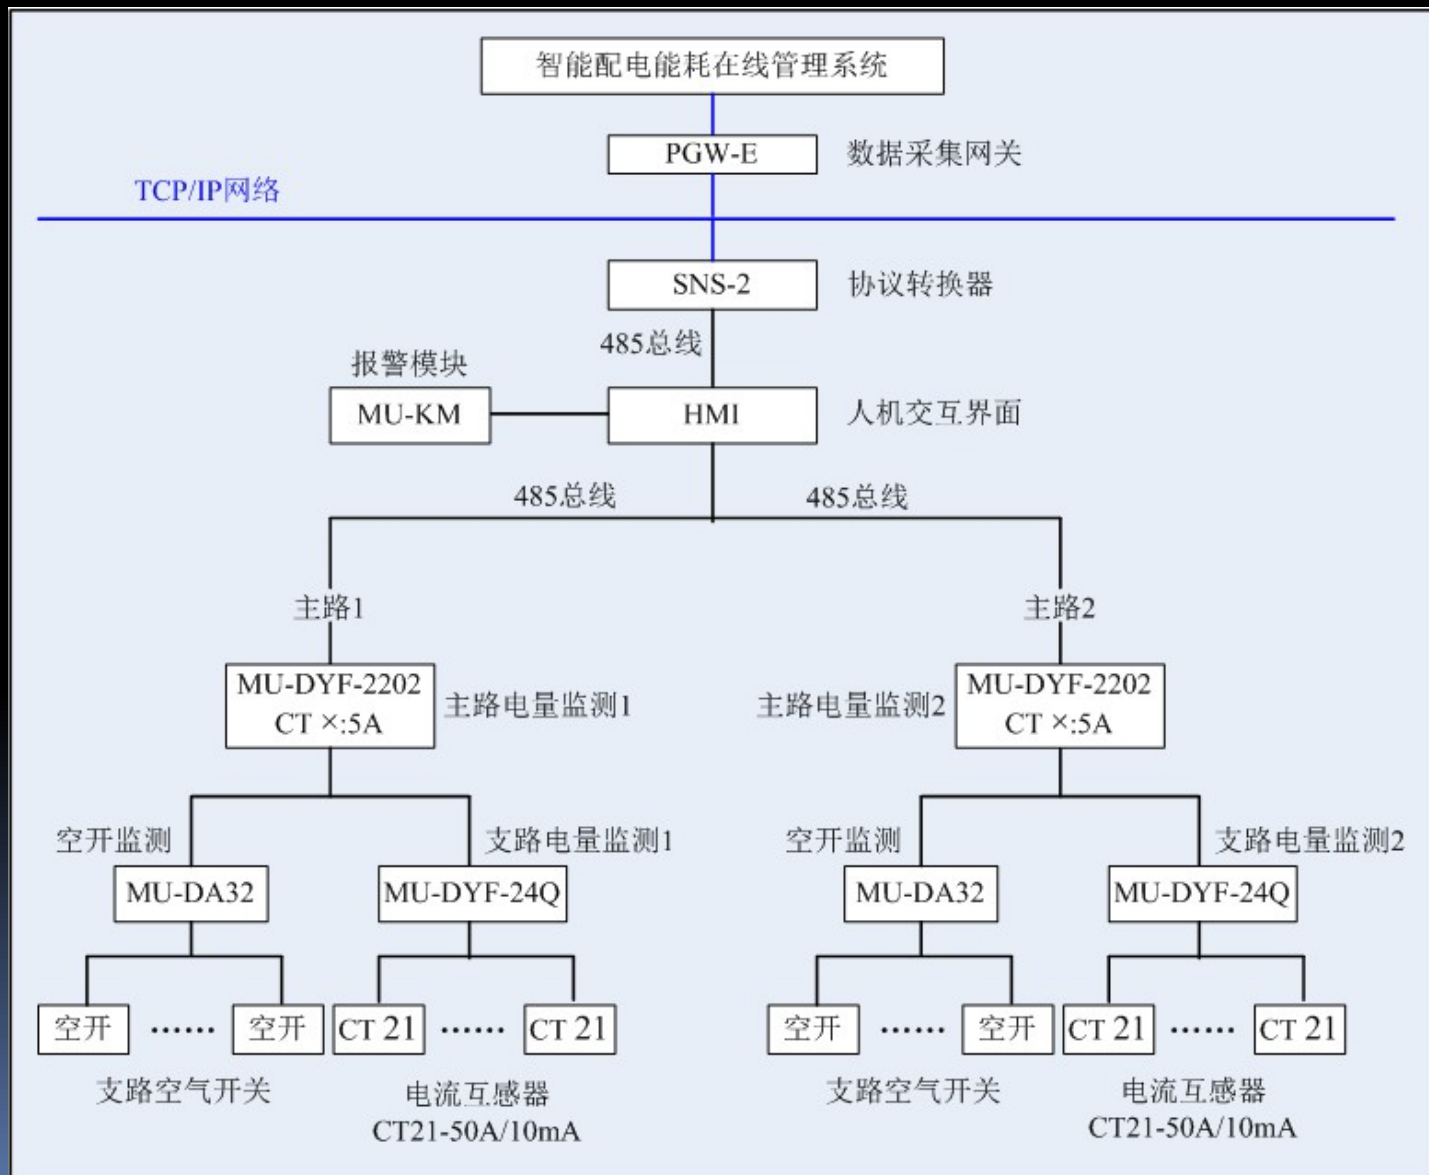 智能配电能耗在线管理系统
PGW-E
数据采集网关
TCP/IP网络
SNS-2
协议转换器
485总线
报警模块
MU-KM
HMI
人机交互界面
485总线
485总线
主路1
主路2
MU-DYF-2202
CT ×:5A
主路电量监测1
主路电量监测2
MU-DYF-2202
CT ×:5A
空开监测
支路电量监测1
空开监测
支路电量监测2
MU-DA32
MU-DYF-24Q
MU-DA32
MU-DYF-24Q
空开
……
空开
CT 21
……
CT 21
空开
……
空开
CT 21
……
CT 21
支路空气开关
电流互感器
CT21-50A/10mA
支路空气开关
电流互感器
CT21-50A/10mA